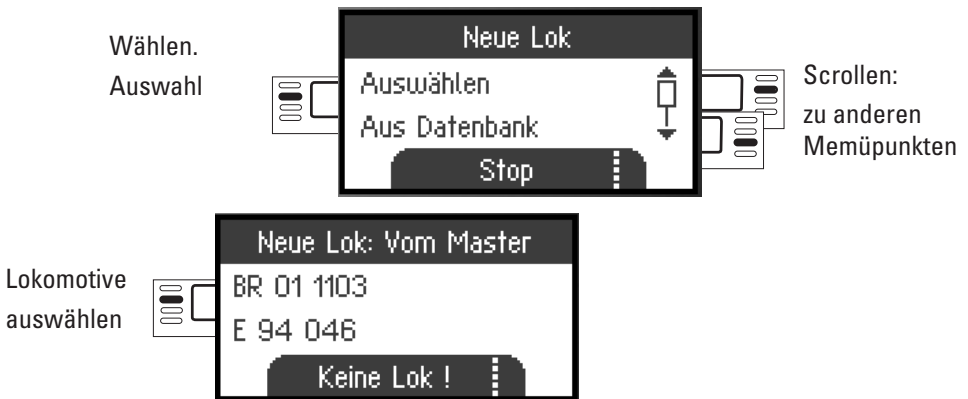 Wählen.
Auswahl
Neue Lok
Auswählen
Aus Datenbank
Stop
Scrollen:
zu anderen
Memüpunkten
Lokomotive
auswählen
Neue Lok: Vom Master
BR 01 1103
E 94 046
Keine Lok !